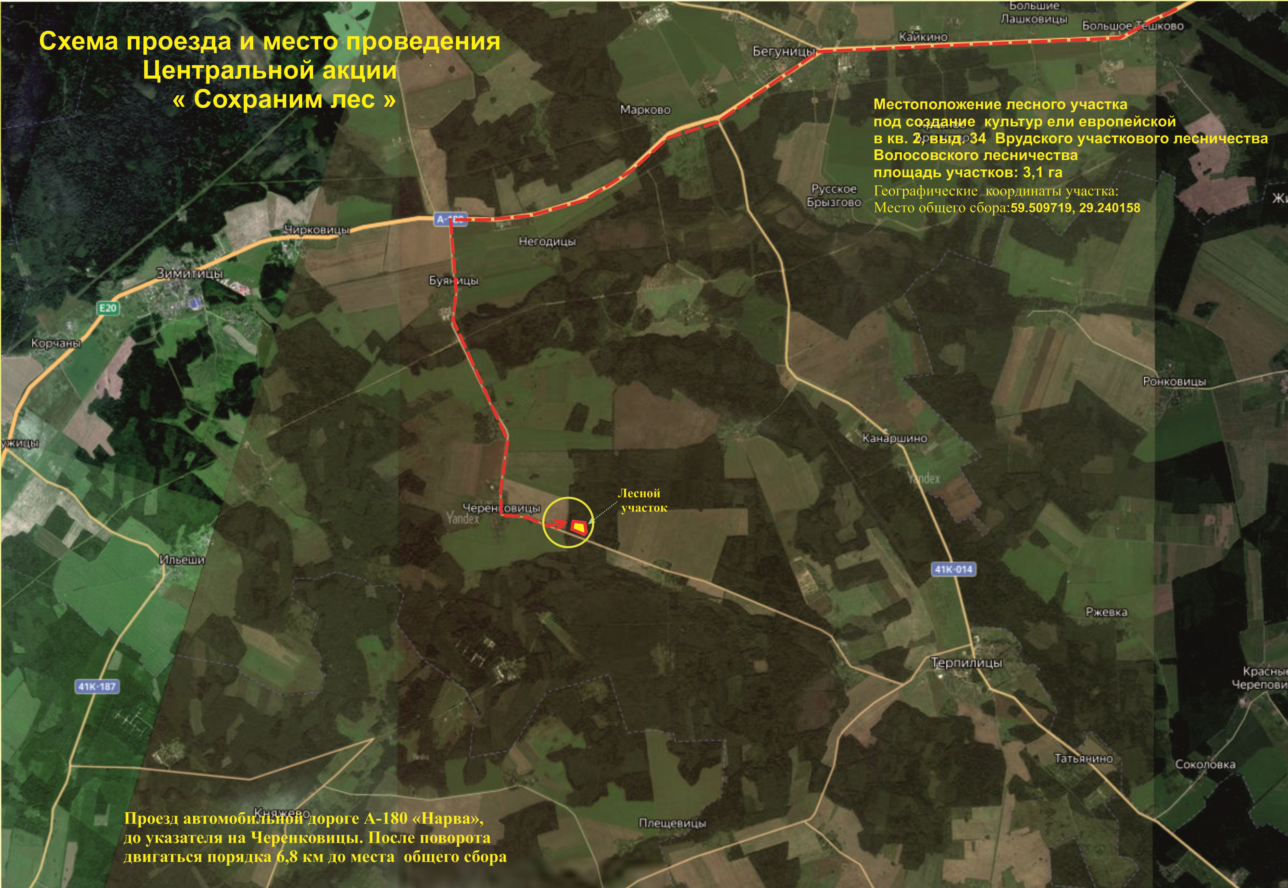 Схема проезда и место проведения
Центральной акции
« Сохраним лес »
Большие
Лашковицы
Большое Тешково
Кайкино
Бегуницы
Марково
Местоположение лесного участка
под создание культур ели европейской
в кв. 2, выд. 34 Врудского участкового лесничества
Волосовского лесничества
площадь участков: 3,1 га
Географические координаты участка:
Место общего сбора:59.509719, 29.240158
Русское
Брызгово
А-180
Чирковицы
Негодицы
Зимитицы
Буяницы
E20
Корчаны
Ронковицы
ужицы
Канаршино
Yandex
Лесной
участок
Черенковицы
Yandex
Ильеши
41К-014
Ржевка
Терпилицы
Красные
41К-187
Татьянино
Соколовка
Княжево
Проезд автомобильной дороге А-180 «Нарва»,
до указателя на Черенковицы. После поворота
двигаться порядка 6,8 км до места общего сбора
Плещевицы